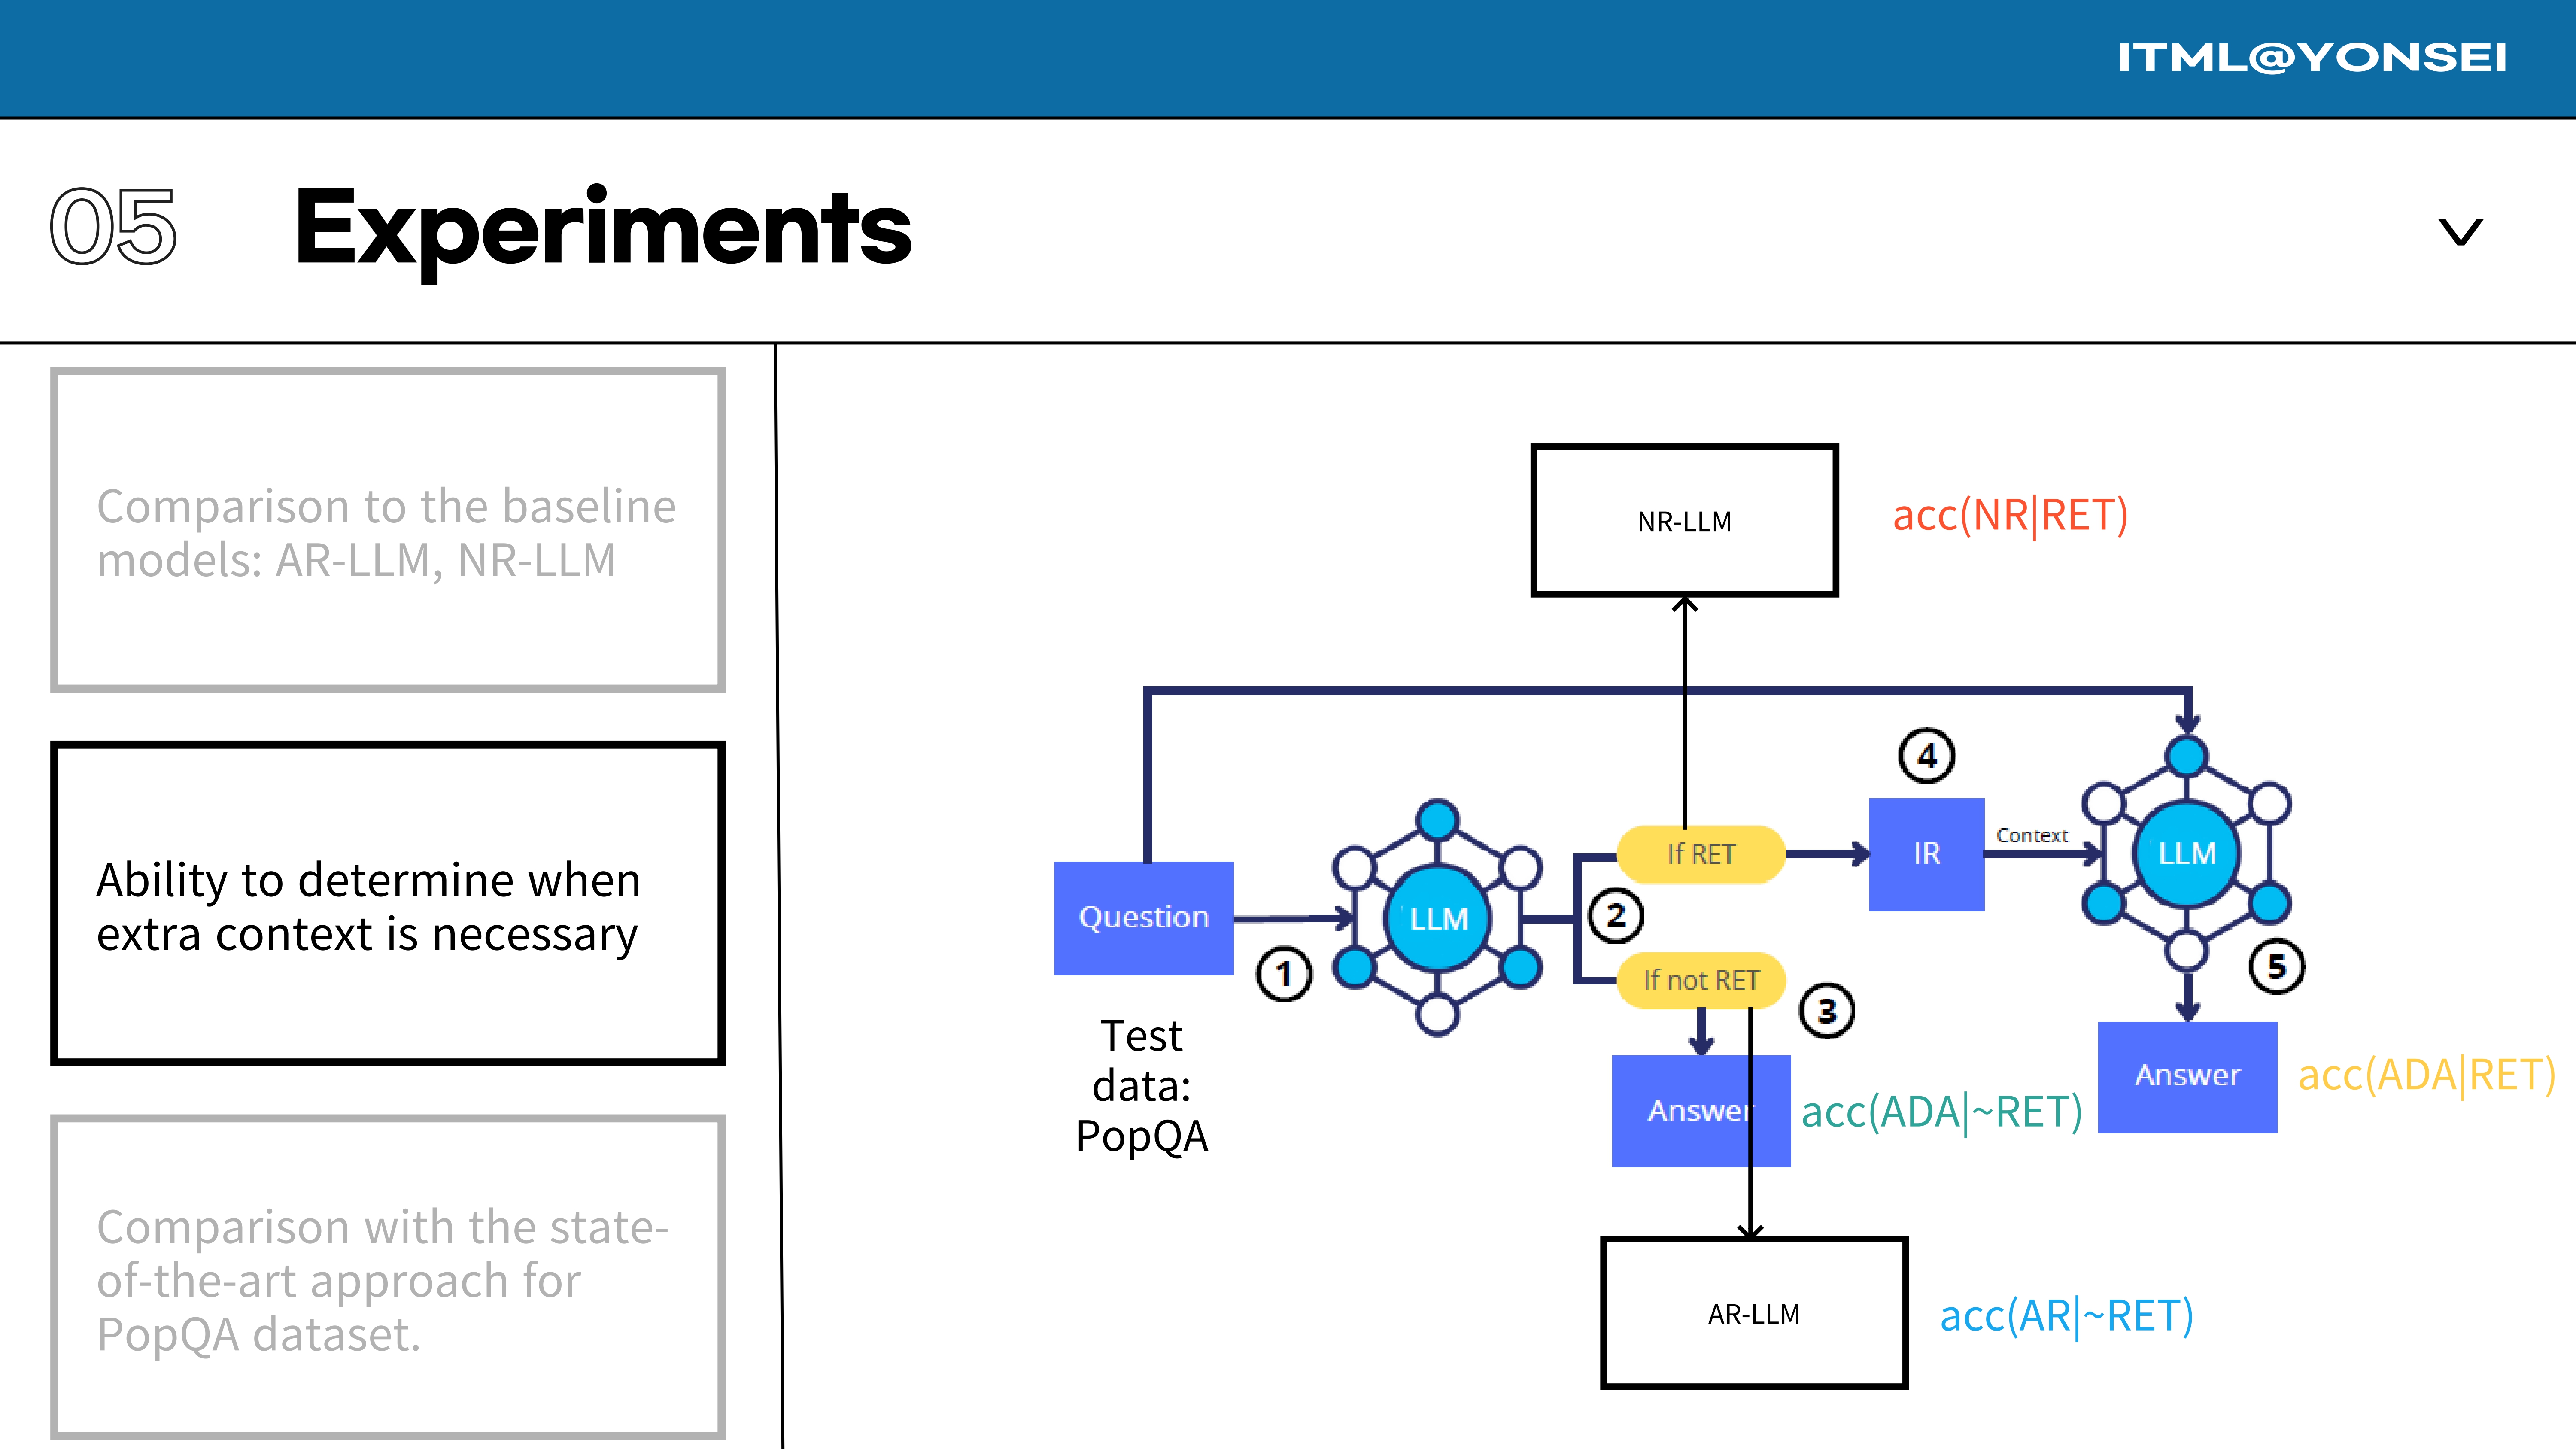 ITML@YONSEI
05
Experiments
Comparison to the baseline
models: AR-LLM, NR-LLM
Ability to determine when
extra context is necessary
Comparison with the state-
of-the-art approach for
PopQA dataset.
NR-LLM
acc(NR|RET)
4
If RET
IR
Context
LLM
Question
LLM
2
1
If not RET
3
5
Test
data:
PopQA
Answer
acc(ADA|~RET)
Answer
acc(ADA|RET)
AR-LLM
acc(AR|~RET)